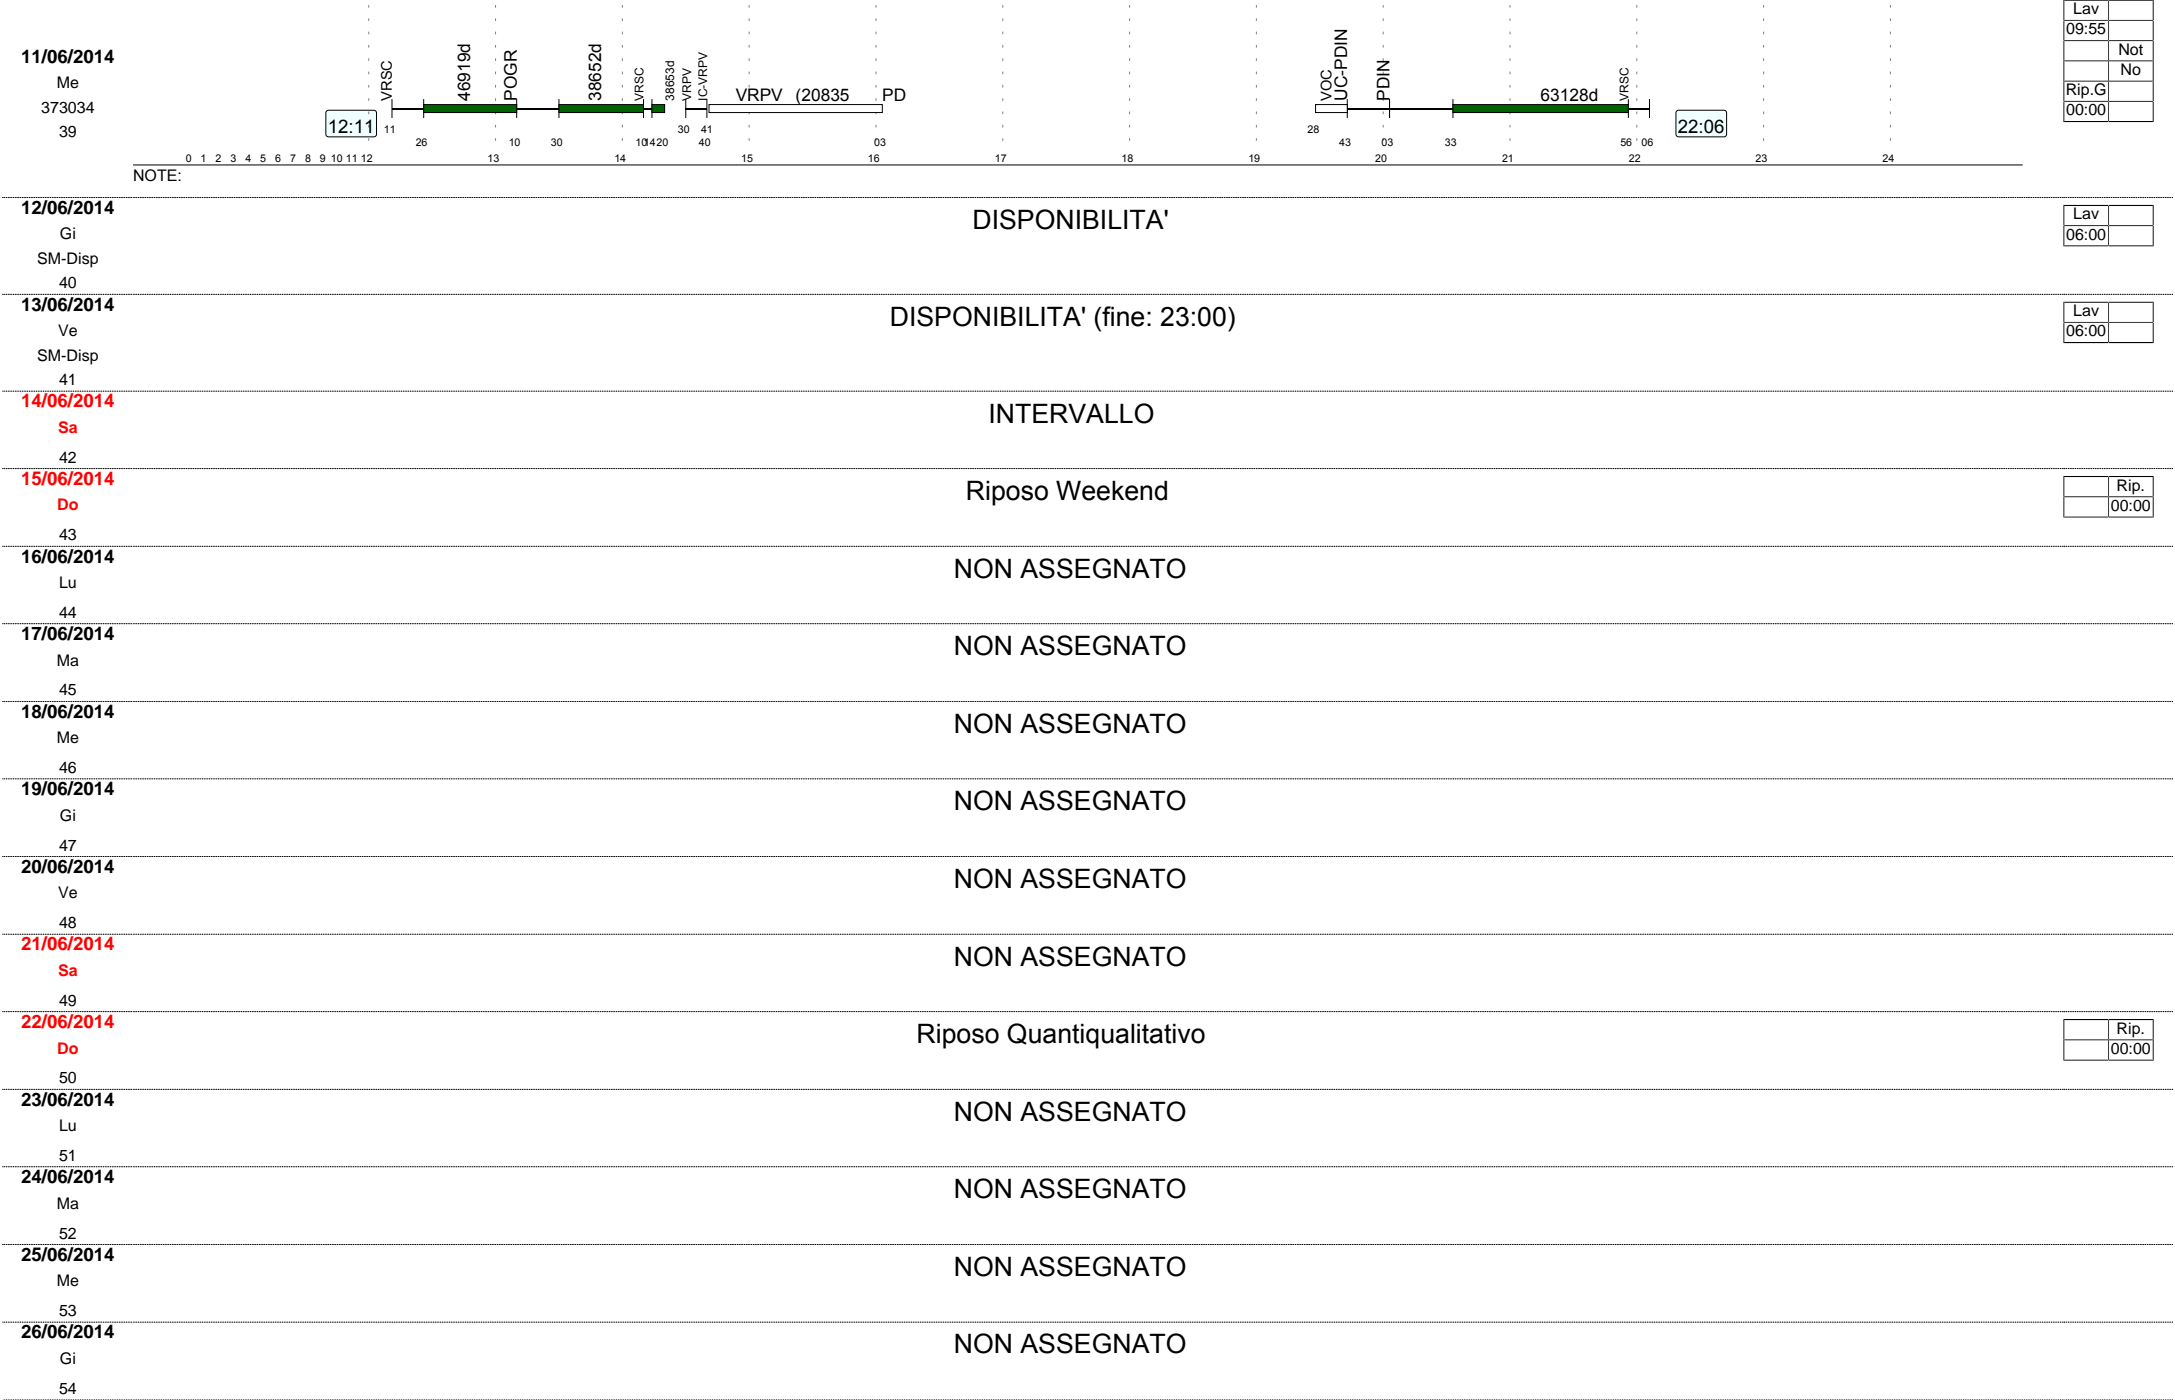 Lav
09:55
Not
No
Rip.G
00:00
11/06/2014
Me
373034
39
12:11
VRSC 46919d POGR 38652d VRSC 38653d VRPV VRPV (20835 PD VOC UC-PDIN PDIN 63128d VRSC
22:06
11 26 10 30 10 14 20 30 41 40 03 28 43 03 33 56 06
0 1 2 3 4 5 6 7 8 9 10 11 12 13 14 15 16 17 18 19 20 21 22 23 24
NOTE:
12/06/2014
Gi
SM-Disp
40
DISPONIBILITA'
Lav
06:00
13/06/2014
Ve
SM-Disp
41
DISPONIBILITA' (fine: 23:00)
Lav
06:00
14/06/2014
Sa
42
INTERVALLO
15/06/2014
Do
43
Riposo Weekend
Rip.
00:00
16/06/2014
Lu
44
NON ASSEGNATO
17/06/2014
Ma
45
NON ASSEGNATO
18/06/2014
Me
46
NON ASSEGNATO
19/06/2014
Gi
47
NON ASSEGNATO
20/06/2014
Ve
48
NON ASSEGNATO
21/06/2014
Sa
49
NON ASSEGNATO
22/06/2014
Do
50
Riposo Quantiqualitativo
Rip.
00:00
23/06/2014
Lu
51
NON ASSEGNATO
24/06/2014
Ma
52
NON ASSEGNATO
25/06/2014
Me
53
NON ASSEGNATO
26/06/2014
Gi
54
NON ASSEGNATO